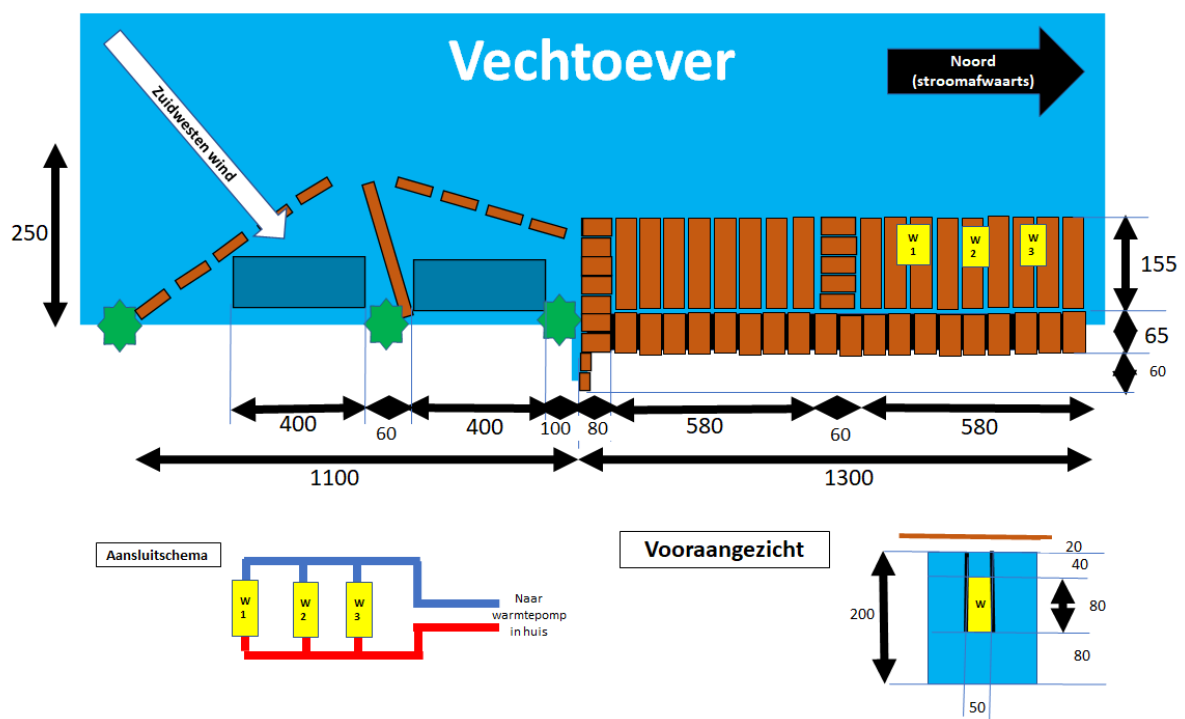 Vechtoever
Noord
(stroomafwaarts)
Zuidwesten wind
250
W
1
W
2
W
3
155
65
60
400
60
400
100
80
580
60
580
1100
1300
Aansluitschema
Vooraangezicht
W
1
W
2
W
3
Naar
warmtepomp
in huis
20
40
200
W
80
80
50